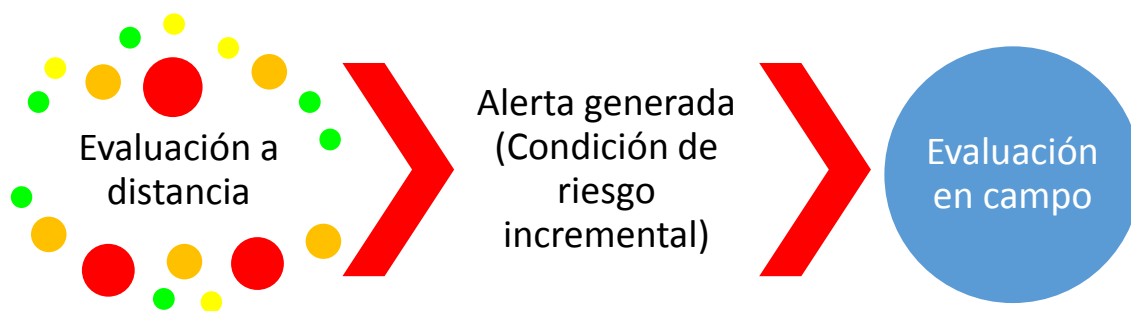 Evaluación a
distancia
Alerta generada
(Condición de
riesgo
incremental)
Evaluación
en campo